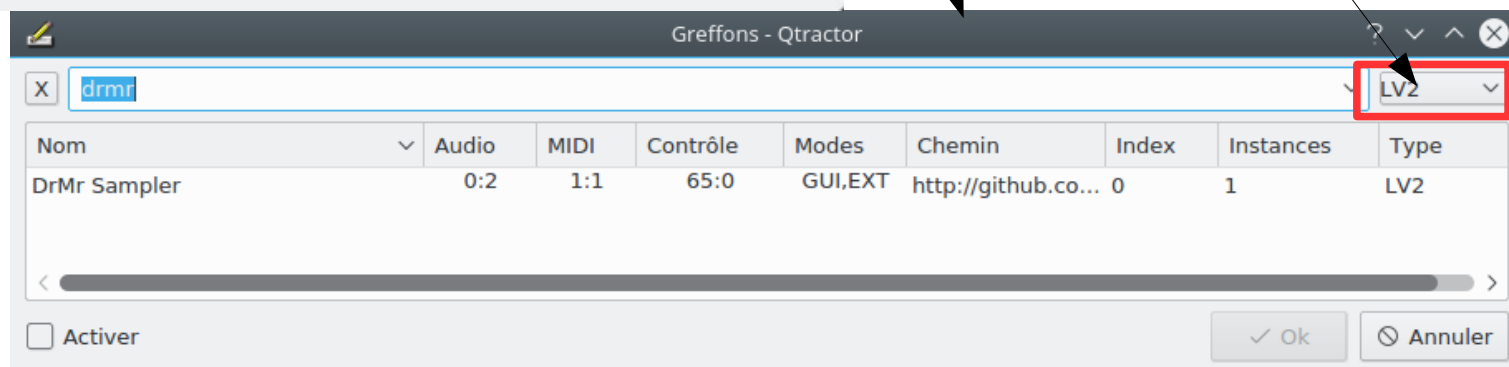 Greffons - Qtractor
X drmr LV2
Nom Audio MIDI Contrôle Modes Chemin Index Instances Type
DrMr Sampler 0:2 1:1 65:0 GUI,EXT http://github.co... 0 1 LV2
Activer Ok Annuler